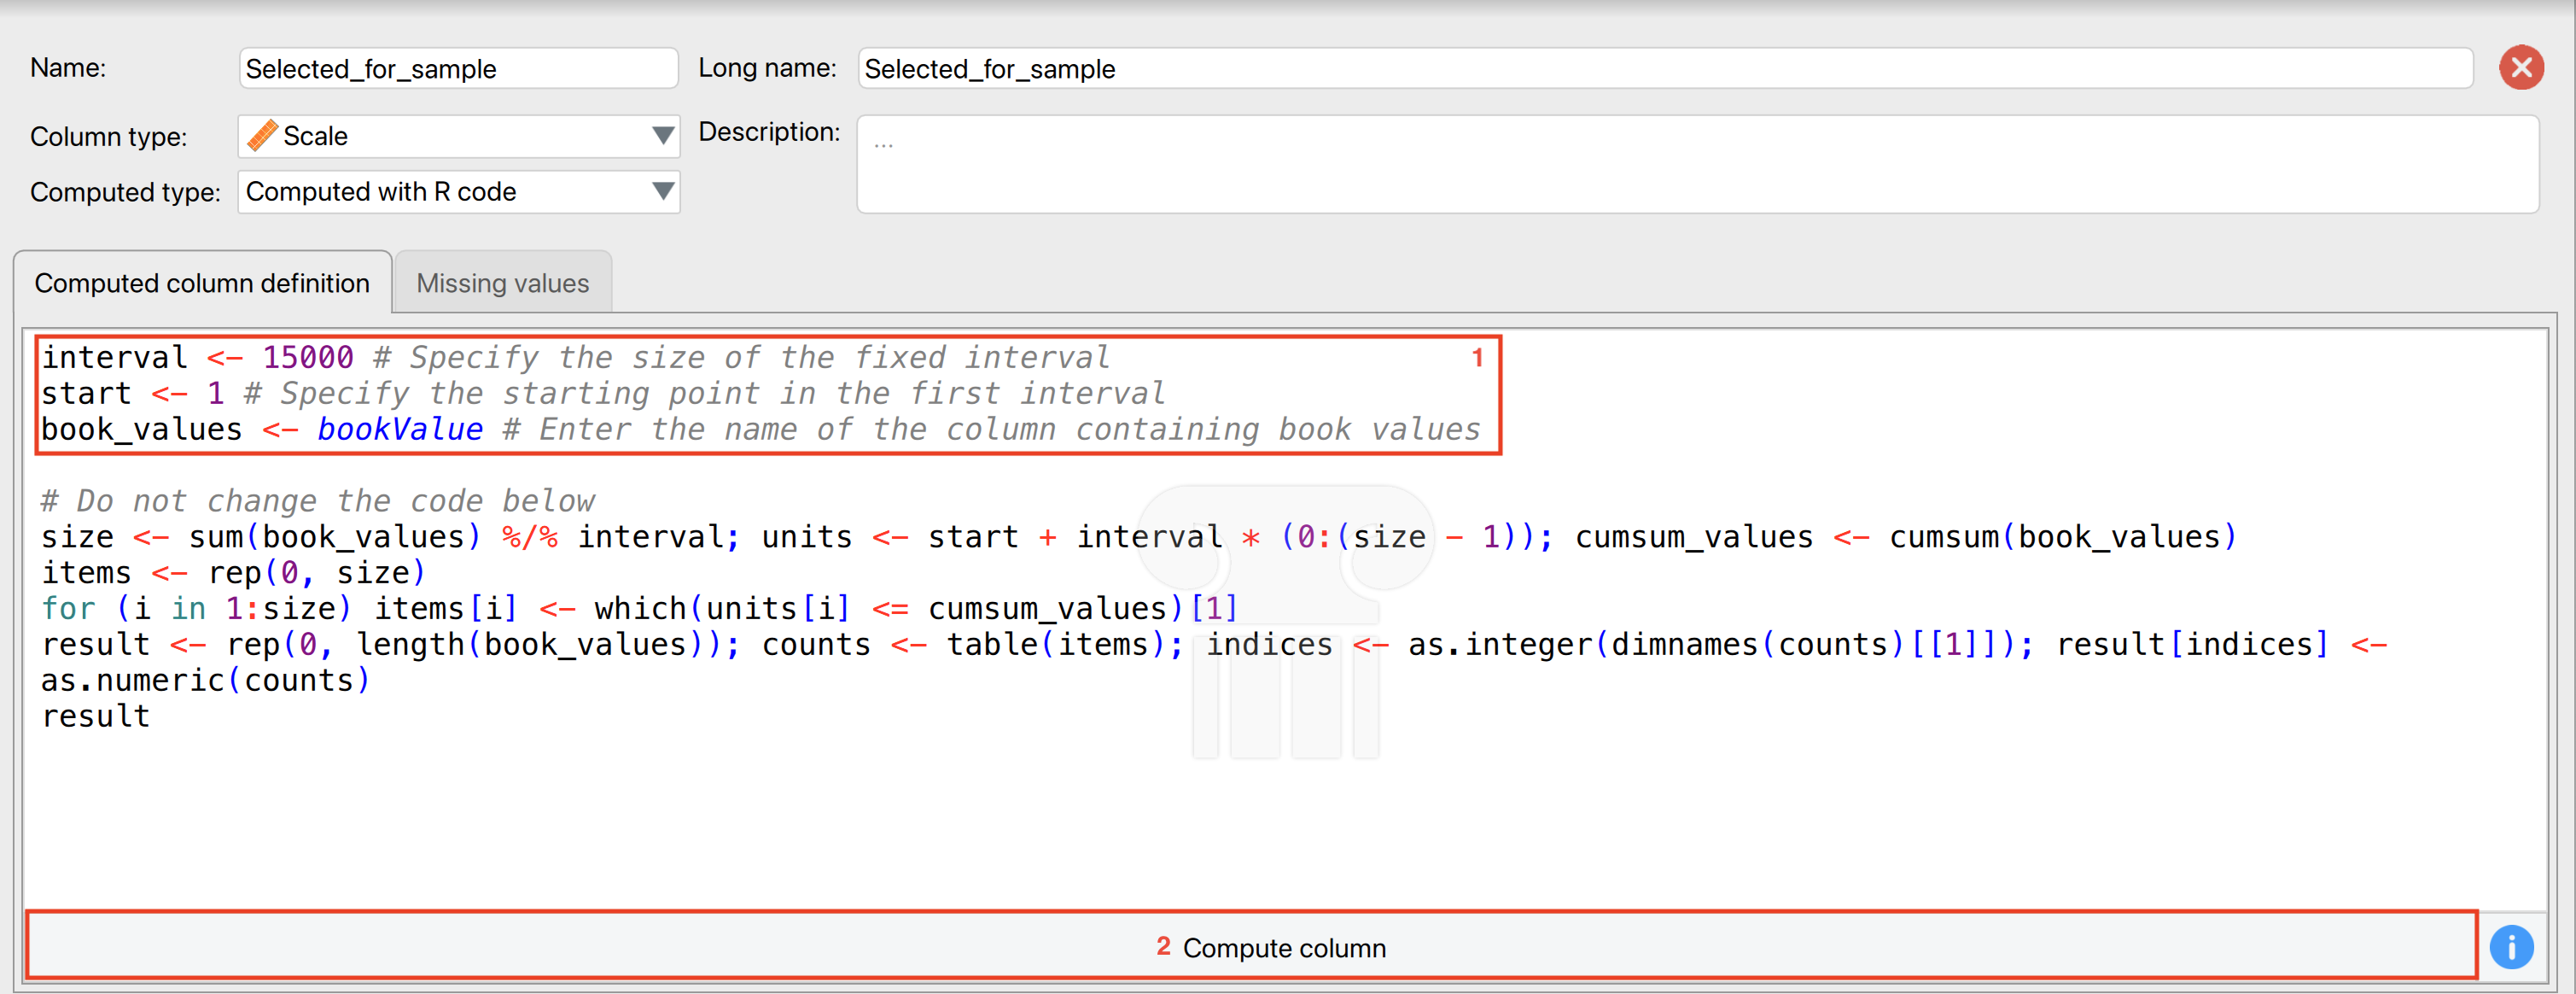 Name: Selected_for_sample Long name: Selected_for_sample
Column type: Scale Description: ...
Computed type: Computed with R code
Computed column definition Missing values
interval <- 15000 # Specify the size of the fixed interval 1
start <- 1 # Specify the starting point in the first interval
book_values <- bookValue # Enter the name of the column containing book values
# Do not change the code below
size <- sum(book_values) %/% interval; units <- start + interval * (0:(size - 1)); cumsum_values <- cumsum(book_values)
items <- rep(0, size)
for (i in 1:size) items[i] <- which(units[i] <= cumsum_values)[1]
result <- rep(0, length(book_values)); counts <- table(items); indices <- as.integer(dimnames(counts)[[1]]); result[indices] <-
as.numeric(counts)
result
2 Compute column